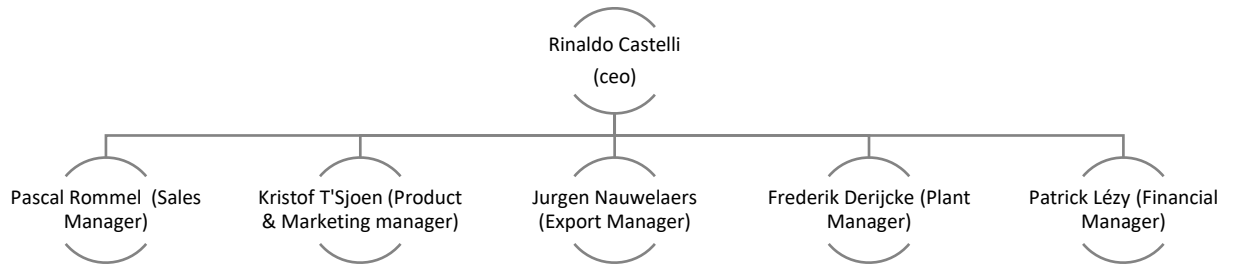 Rinaldo Castelli
(ceo)
Pascal Rommel  (Sales
Manager)
Kristof T'Sjoen (Product
& Marketing manager)
Jurgen Nauwelaers
(Export Manager)
Frederik Derijcke (Plant
Manager)
Patrick Lézy (Financial
Manager)